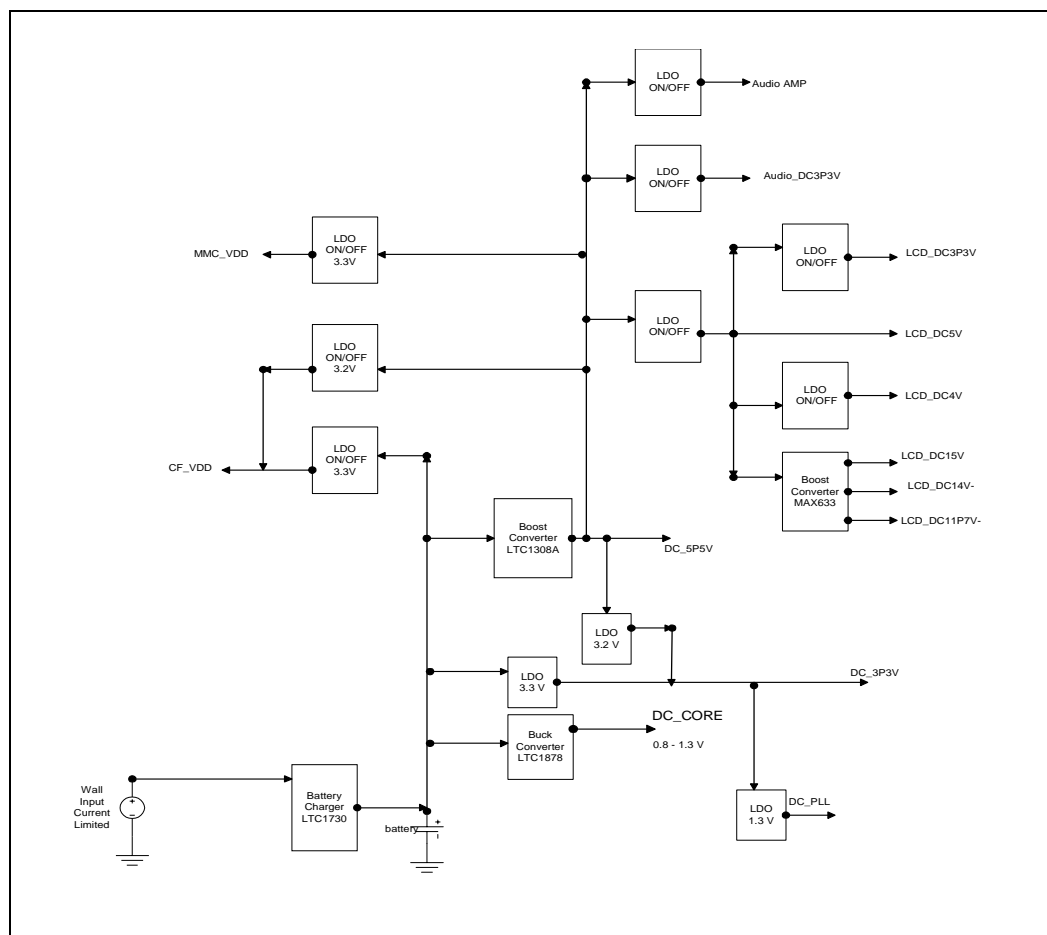 LDO
ON/OFF
Audio AMP
LDO
ON/OFF
Audio_DC3P3V
MMC_VDD
LDO
ON/OFF
3.3V
LDO
ON/OFF
LCD_DC3P3V
LDO
ON/OFF
LCD_DC5V
LDO
ON/OFF
3.2V
LDO
ON/OFF
LCD_DC4V
CF_VDD
LDO
ON/OFF
3.3V
Boost
Converter
MAX633
LCD_DC15V
LCD_DC14V-
LCD_DC11P7V-
Boost
Converter
LTC1308A
DC_5P5V
LDO
3.2 V
LDO
3.3 V
DC_3P3V
Buck
Converter
LTC1878
DC_CORE
0.8 - 1.3 V
Wall
Input
Current
Limited
Battery
Charger
LTC1730
battery
LDO
1.3 V
DC_PLL